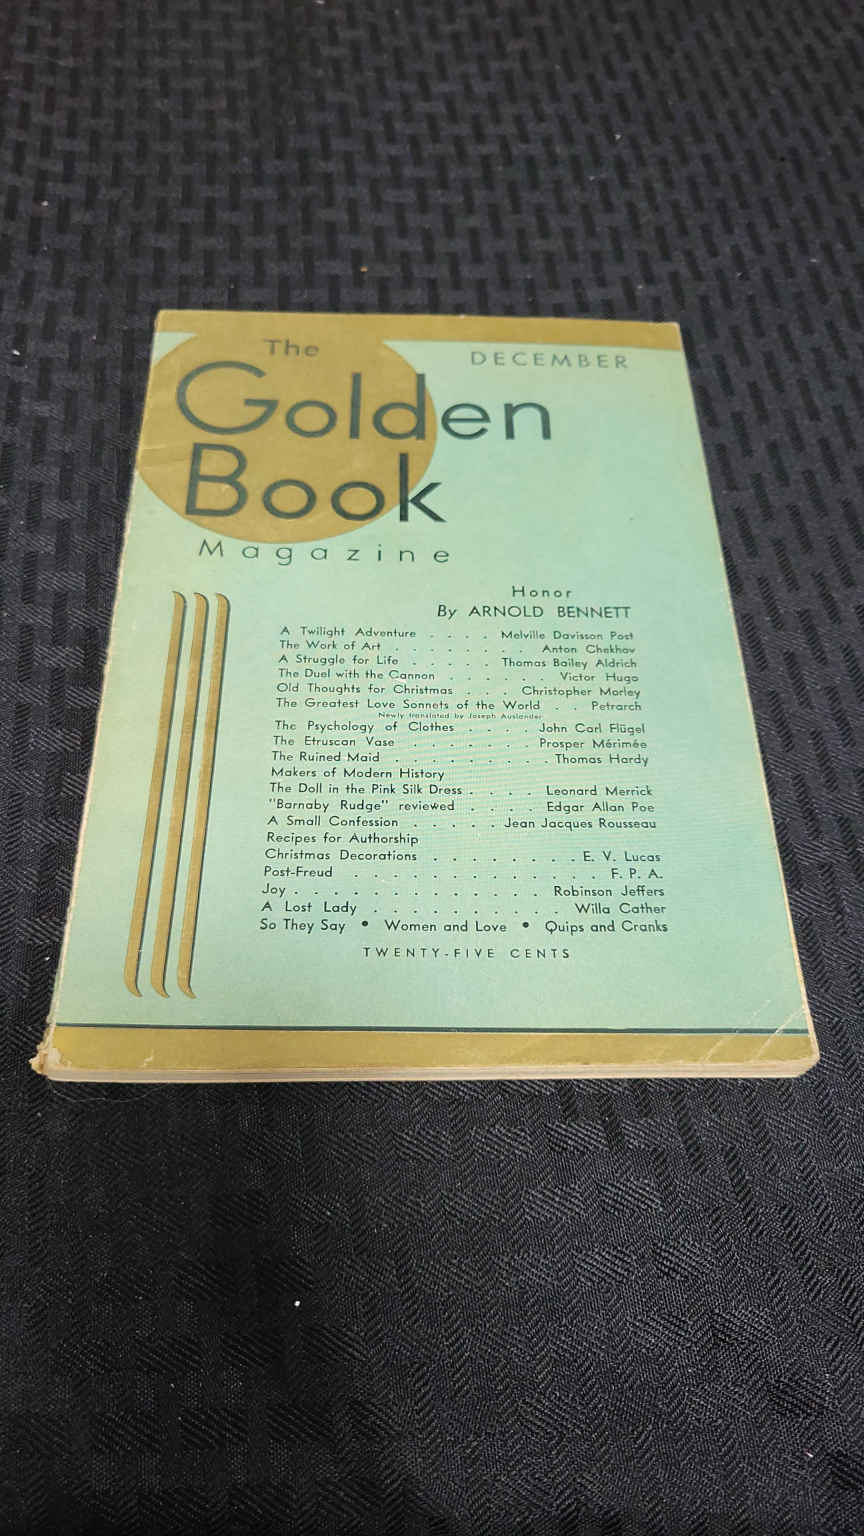 The
DECEMBER
Golden
Book
Magazine
Honor
By ARNOLD BENNETT
A Twilight Adventure . . . . Melville Davisson Post
The Work of Art . . . . . . . . Anton Chekhov
A Struggle for Life . . . . . Thomas Bailey Aldrich
The Duel with the Cannon . . . . . . Victor Hugo
Old Thoughts for Christmas . . . Christopher Morley
The Greatest Love Sonnets of the World . . Petrarch
Newly translated by Joseph Auslander
The Psychology of Clothes . . . . John Carl Flügel
The Etruscan Vase . . . . . . . Prosper Mérimée
The Ruined Maid . . . . . . . . . Thomas Hardy
Makers of Modern History
The Doll in the Pink Silk Dress . . . . Leonard Merrick
"Barnaby Rudge" reviewed . . . . Edgar Allan Poe
A Small Confession . . . . . Jean Jacques Rousseau
Recipes for Authorship
Christmas Decorations . . . . . . . . E. V. Lucas
Post-Freud . . . . . . . . . . . . F. P. A.
Joy . . . . . . . . . . . . . Robinson Jeffers
A Lost Lady . . . . . . . . . . Willa Cather
So They Say • Women and Love • Quips and Cranks
TWENTY-FIVE CENTS